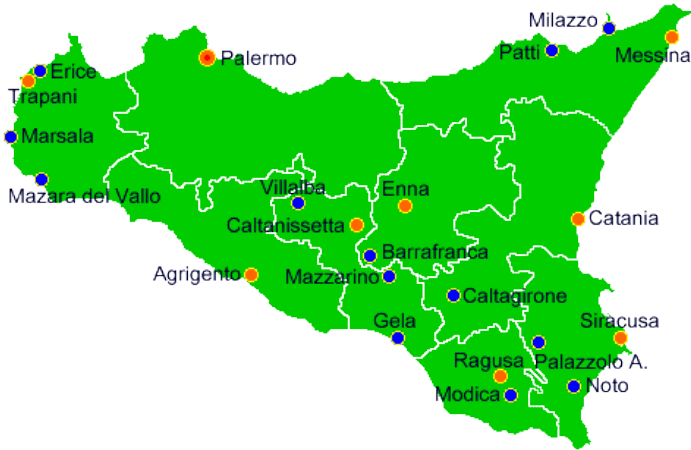 Milazzo
Patti
Messina
Palermo
Erice
Trapani
Marsala
Mazara del Vallo
Villalba
Enna
Caltanissetta
Catania
Barrafranca
Agrigento
Mazzarino
Caltagirone
Gela
Siracusa
Ragusa
Palazzolo A.
Modica
Noto